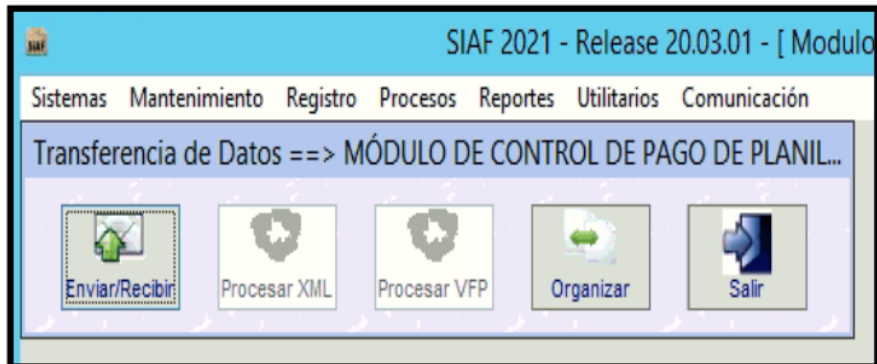 SIAF
SIAF 2021 - Release 20.03.01 - [ Modulo
Sistemas Mantenimiento Registro Procesos Reportes Utilitarios Comunicación
Transferencia de Datos ==> MÓDULO DE CONTROL DE PAGO DE PLANIL...
Enviar/Recibir Procesar XML Procesar VFP Organizar Salir